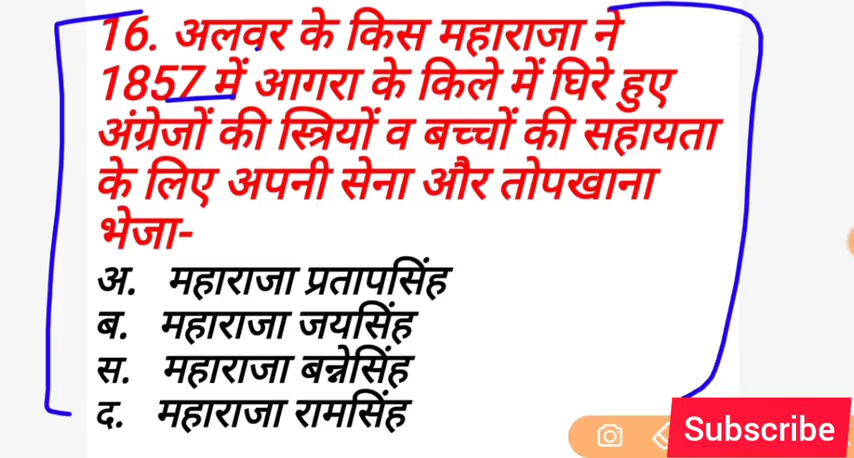 16. अलवर के किस महाराजा ने
1857 में आगरा के किले में घिरे हुए
अंग्रेजों की स्त्रियों व बच्चों की सहायता
के लिए अपनी सेना और तोपखाना
भेजा-
अ. महाराजा प्रतापसिंह
ब. महाराजा जयसिंह
स. महाराजा बन्नेसिंह
द. महाराजा रामसिंह
Subscribe